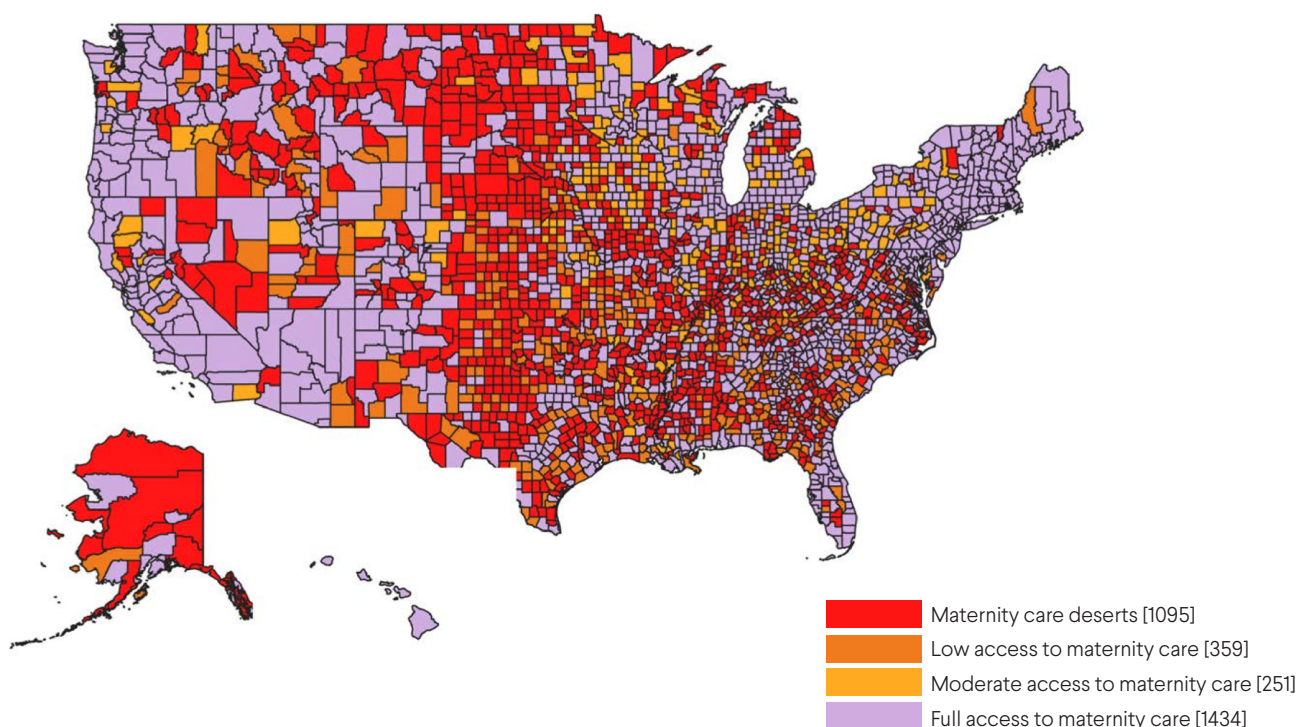 Maternity care deserts [1095]
Low access to maternity care [359]
Moderate access to maternity care [251]
Full access to maternity care [1434]